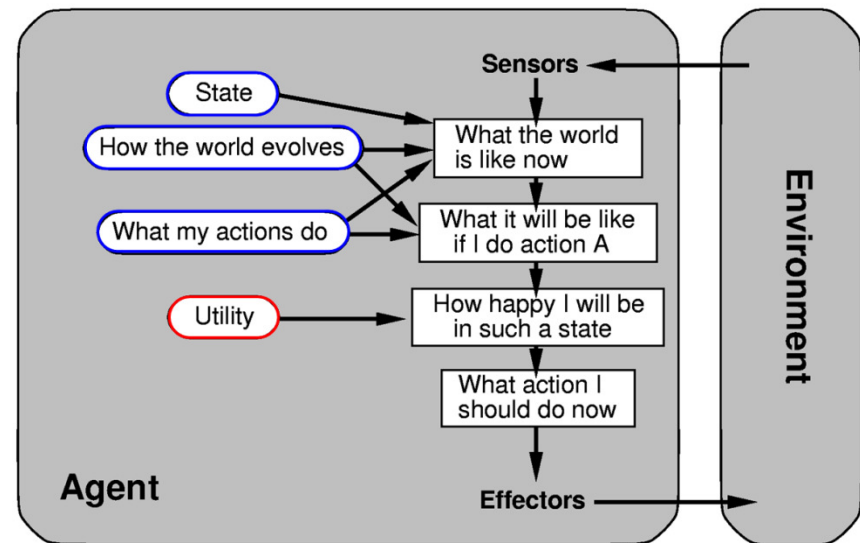 Sensors
State
How the world evolves
What the world
is like now
What my actions do
What it will be like
if I do action A
Utility
How happy I will be
in such a state
What action I
should do now
Agent
Effectors
Environment